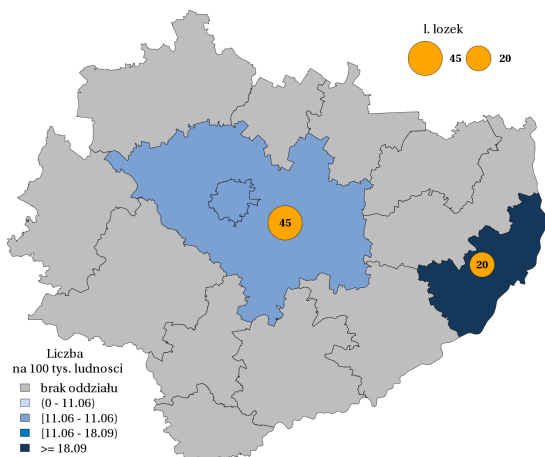 l. lozek
45 20
45
20
Liczba
na 100 tys. ludnosci
brak oddziału
(0 - 11.06)
[11.06 - 11.06)
[11.06 - 18.09)
>= 18.09